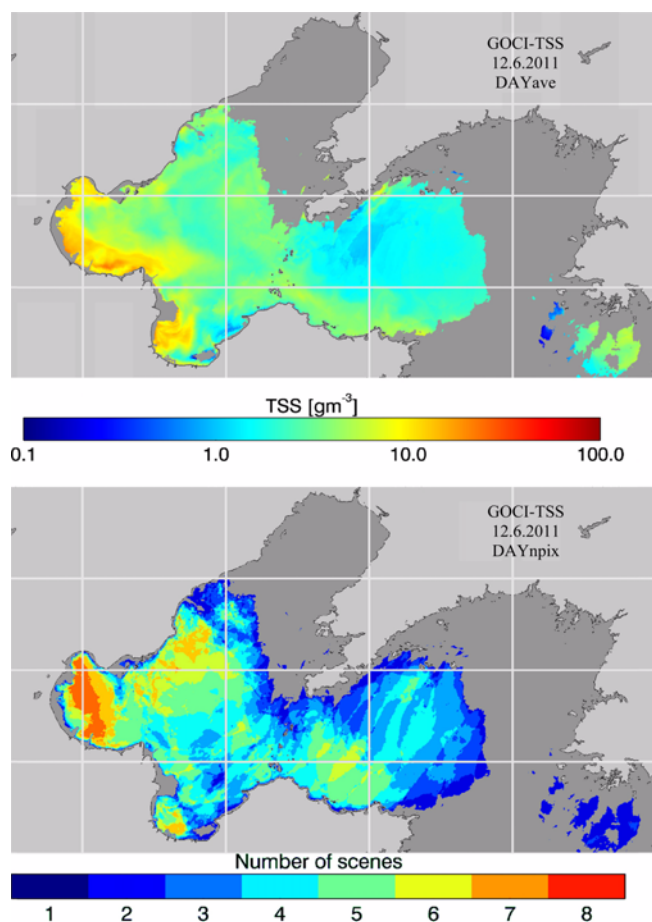 GOCI-TSS
12.6.2011
DAYave
TSS [gm⁻³]
0.1 1.0 10.0 100.0
GOCI-TSS
12.6.2011
DAYnpix
Number of scenes
1 2 3 4 5 6 7 8